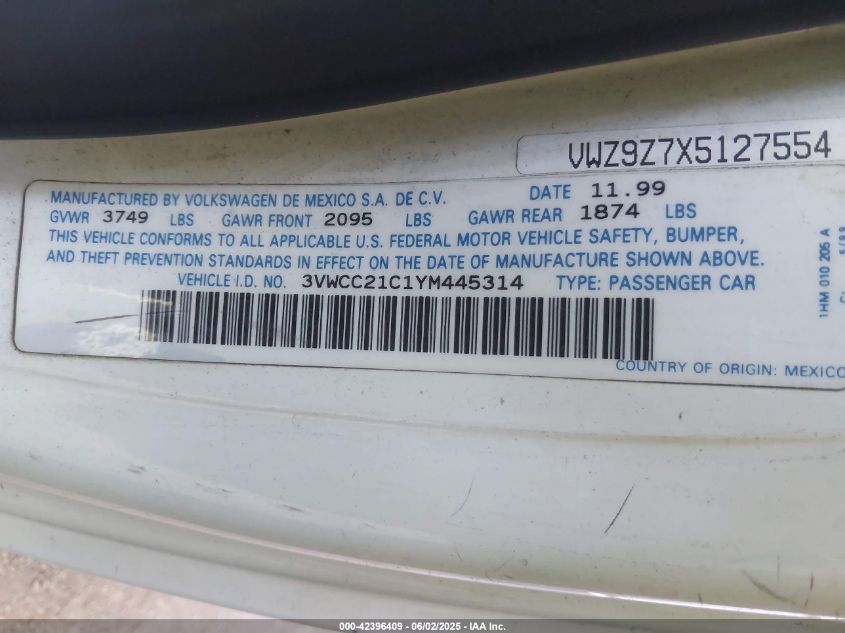 VWZ9Z7X5127554
MANUFACTURED BY VOLKSWAGEN DE MEXICO S.A. DE C.V. DATE 11.99
GVWR 3749 LBS GAWR FRONT 2095 LBS GAWR REAR 1874 LBS
THIS VEHICLE CONFORMS TO ALL APPLICABLE U.S. FEDERAL MOTOR VEHICLE SAFETY, BUMPER,
AND THEFT PREVENTION STANDARDS IN EFFECT ON THE DATE OF MANUFACTURE SHOWN ABOVE.
VEHICLE I.D. NO. 3VWCC21C1YM445314 TYPE: PASSENGER CAR
COUNTRY OF ORIGIN: MEXICO
1HM 010 205 A
000-42396409 - 06/02/2025 - IAA Inc.